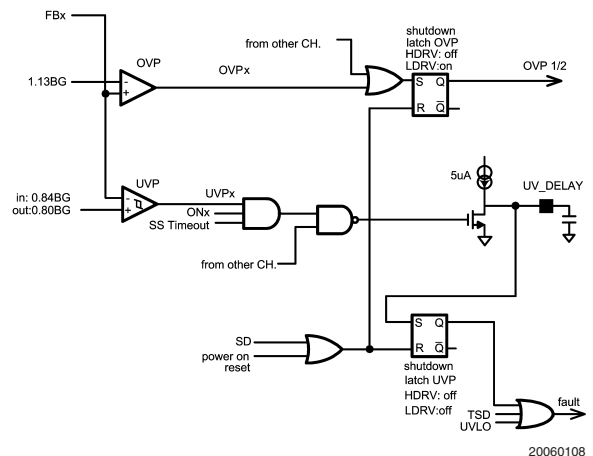 FBx
from other CH.
shutdown
latch OVP
HDRV: off
LDRV:on
OVP 1/2
1.13BG
OVP
OVPx
-
+
S Q
R Q
in: 0.84BG
out:0.80BG
UVP
UVPx
-
+
ONx
SS Timeout
from other CH.
5uA
UV_DELAY
SD
power on
reset
S Q
R Q
shutdown
latch UVP
HDRV: off
LDRV:off
TSD
UVLO
fault
20060108